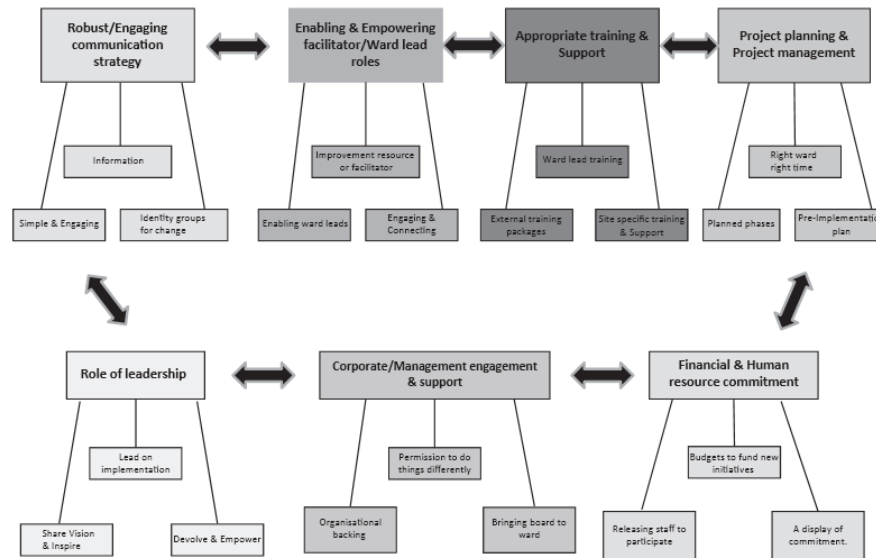 Robust/Engaging
communication
strategy
Enabling & Empowering
facilitator/Ward lead
roles
Appropriate training &
Support
Project planning &
Project management
Information
Improvement resource
or facilitator
Ward lead training
Right ward
right time
Simple & Engaging
Identity groups
for change
Enabling ward leads
Engaging &
Connecting
External training
packages
Site specific training
& Support
Planned phases
Pre-Implementation
plan
Role of leadership
Corporate/Management engagement
& support
Financial & Human
resource commitment
Lead on
implementation
Permission to do
things differently
Budgets to fund new
initiatives
Share Vision
& Inspire
Devolve & Empower
Organisational
backing
Bringing board to
ward
Releasing staff to
participate
A display of
commitment.